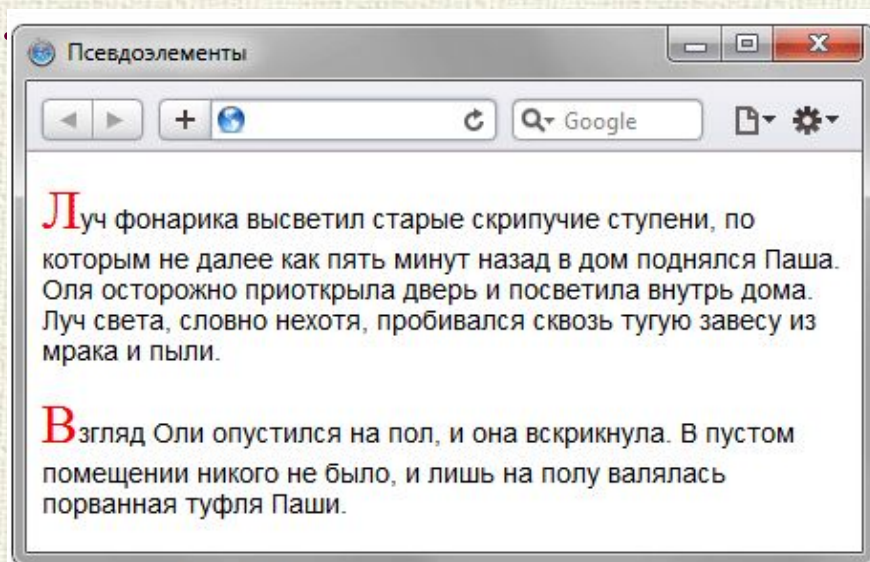 Псевдоэлементы
Google
Луч фонарика высветил старые скрипучие ступени, по
которым не далее как пять минут назад в дом поднялся Паша.
Оля осторожно приоткрыла дверь и посветила внутрь дома.
Луч света, словно нехотя, пробивался сквозь тугую завесу из
мрака и пыли.
Взгляд Оли опустился на пол, и она вскрикнула. В пустом
помещении никого не было, и лишь на полу валялась
порванная туфля Паши.